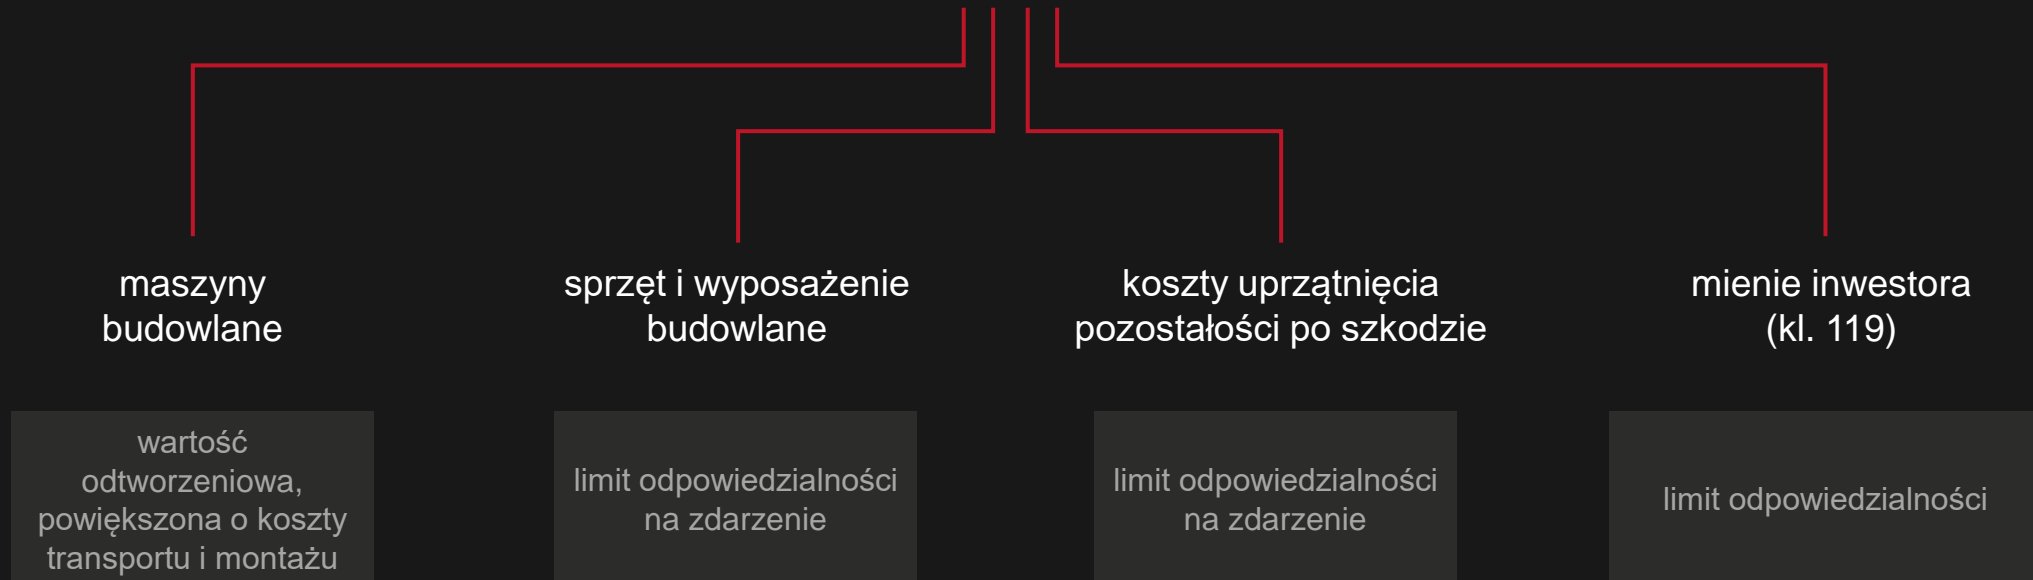 maszyny
budowlane
sprzęt i wyposażenie
budowlane
koszty uprzątnięcia
pozostałości po szkodzie
mienie inwestora
(kl. 119)
wartość
odtworzeniowa,
powiększona o koszty
transportu i montażu
limit odpowiedzialności
na zdarzenie
limit odpowiedzialności
na zdarzenie
limit odpowiedzialności